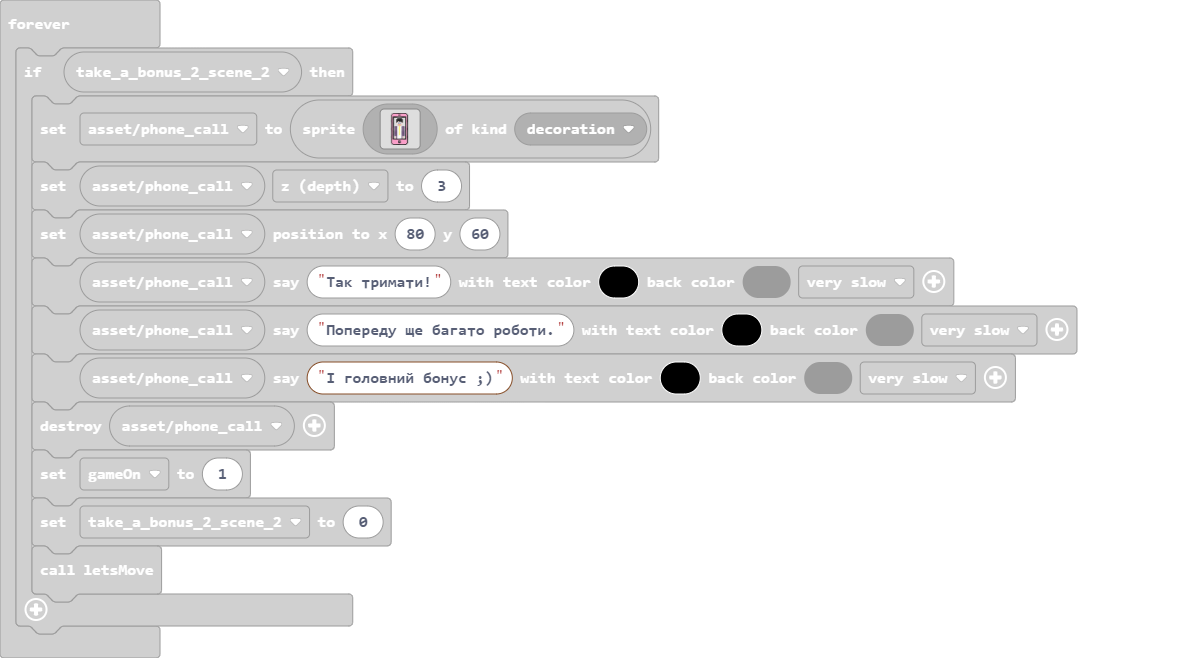 forever
if take_a_bonus_2_scene_2 then
set asset/phone_call to sprite of kind decoration
set asset/phone_call z (depth) to 3
set asset/phone_call position to x 80 y 60
asset/phone_call say "Так тримати!" with text color back color very slow
asset/phone_call say "Попереду ще багато роботи." with text color back color very slow
asset/phone_call say "І головний бонус ;)" with text color back color very slow
destroy asset/phone_call
set gameOn to 1
set take_a_bonus_2_scene_2 to 0
call letsMove